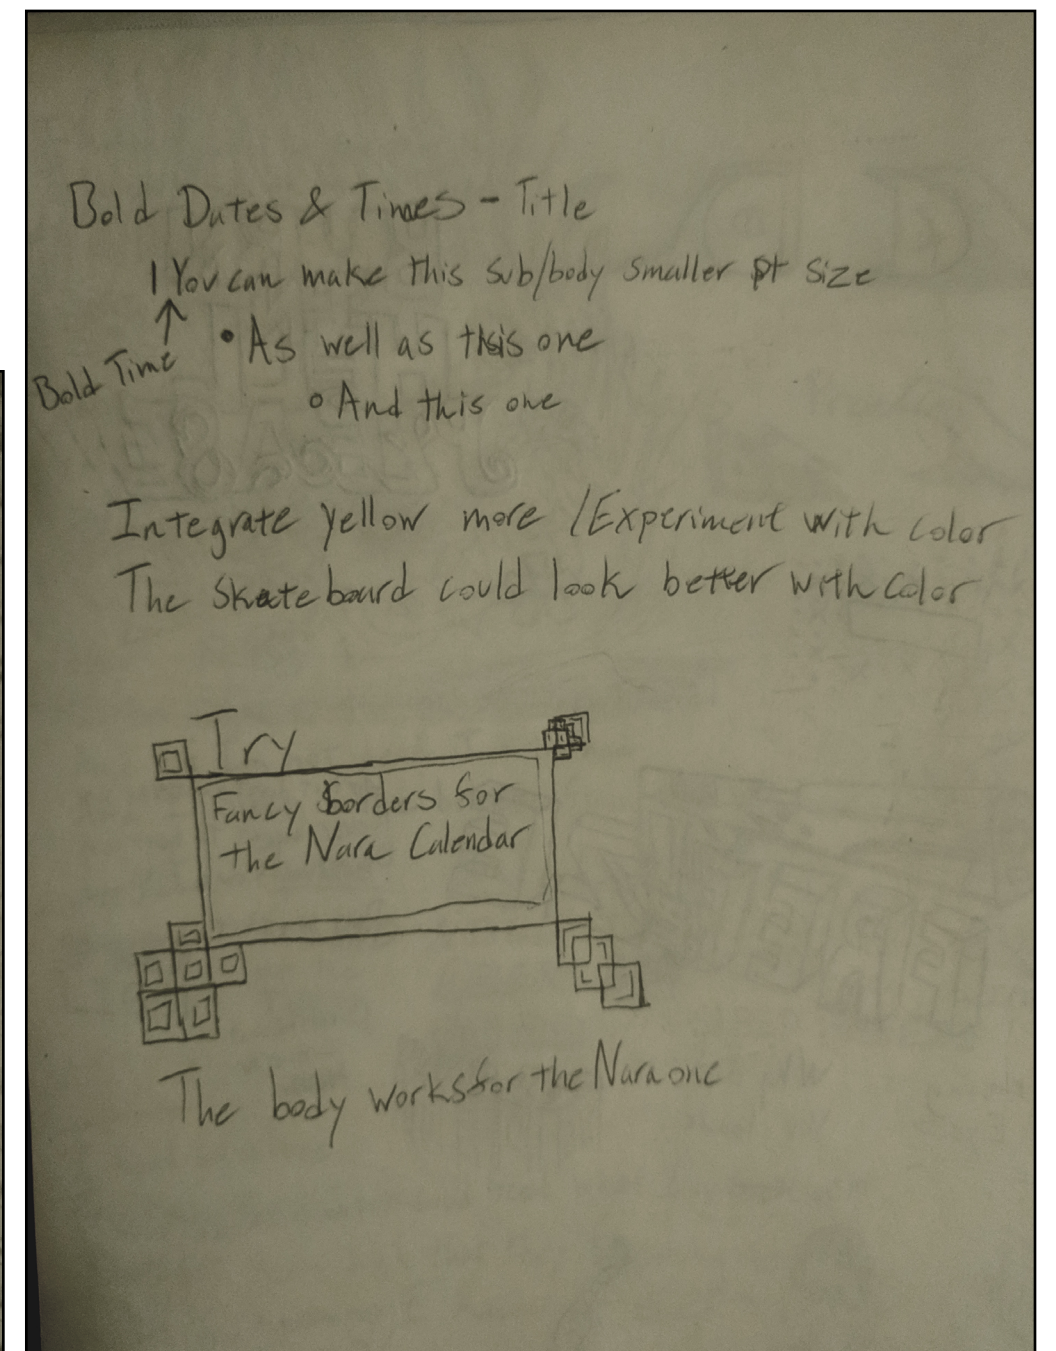 Bold Dates & Times - Title
1 You can make this sub/body smaller pt size
Bold Time
• As well as this one
○ And this one
Integrate yellow more / Experiment with color
The Skateboard could look better with color
Try
Fancy borders for
the Nara Calendar
The body works for the Nara one